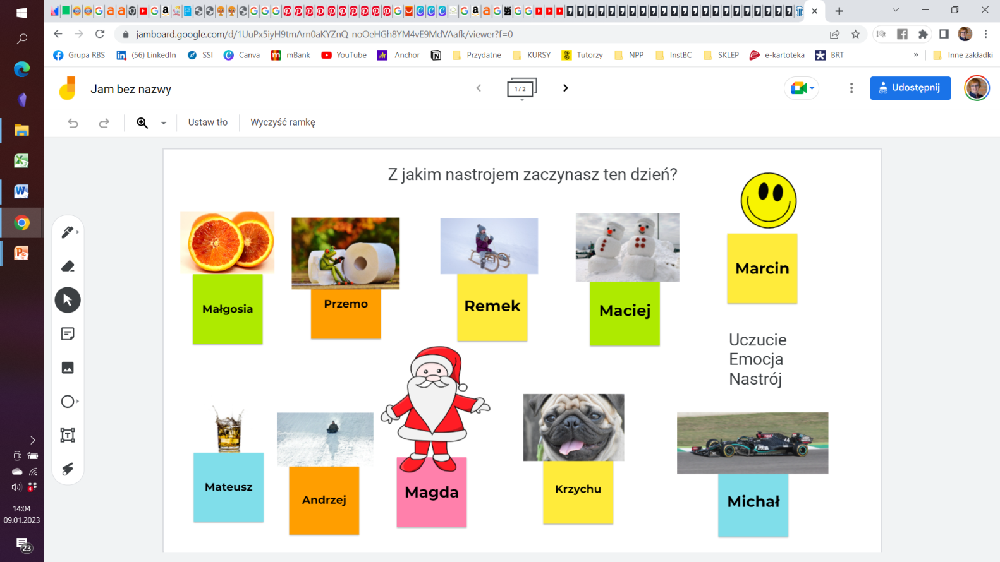 jamboard.google.com/d/1UuPx5iyH9tmArn0aKYZnQ_noOeHGh8YM4vE9MdVAafk/viewer?f=0
Grupa RBS
(56) LinkedIn
SSI
Canva
mBank
YouTube
Anchor
Przydatne
KURSY
Tutorzy
NPP
InstBC
SKLEP
e-kartoteka
BRT
»
Inne zakładki
Jam bez nazwy
1 / 2
Udostępnij
Ustaw tło
Wyczyść ramkę
Z jakim nastrojem zaczynasz ten dzień?
Małgosia
Przemo
Remek
Maciej
Marcin
Uczucie
Emocja
Nastrój
Mateusz
Andrzej
Magda
Krzychu
44
Michał
14:04
09.01.2023
23